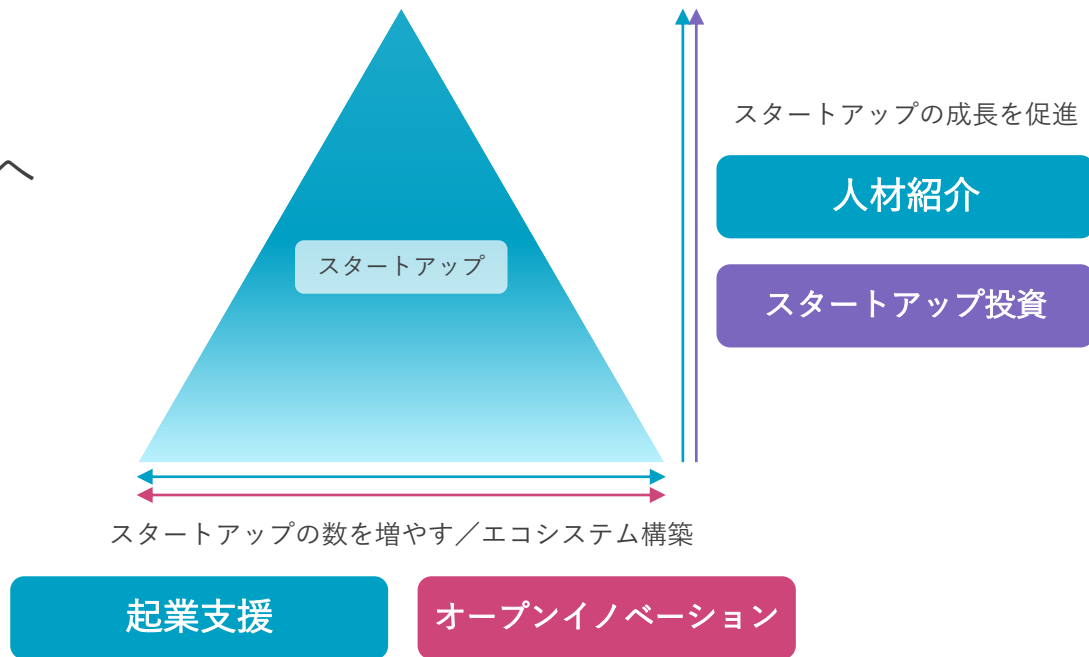 スタートアップの成長を促進
へ
人材紹介
スタートアップ
スタートアップ投資
スタートアップの数を増やす／エコシステム構築
起業支援
オープンイノベーション